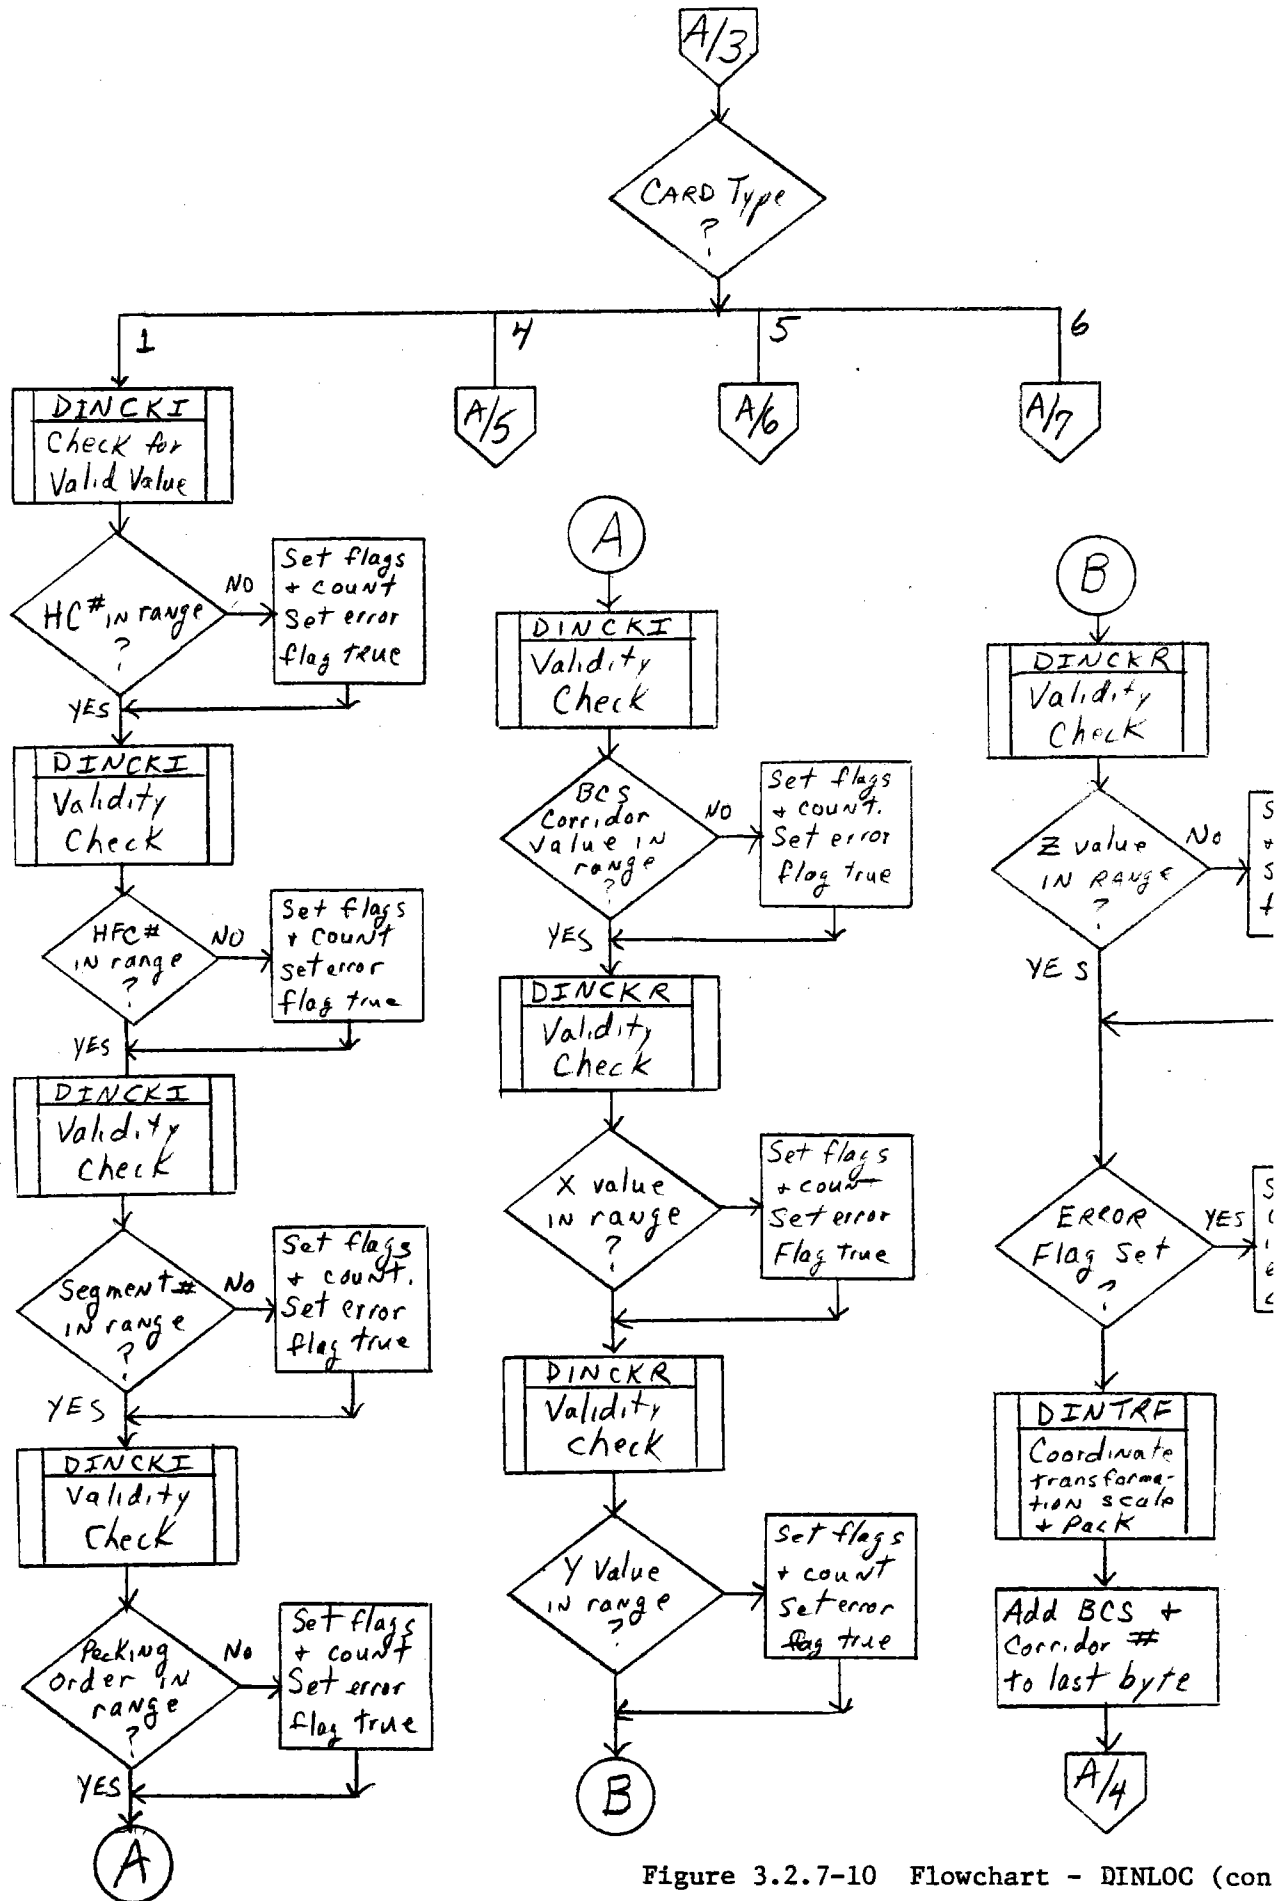 A/3
CARD Type
?
1
4
5
6
A/5
A/6
A/7
DINCKI
Check for
Valid Value
HC# IN range
?
NO
Set flags
+ count
Set error
flag true
YES
DINCKI
Validity
Check
HFC#
IN range
?
NO
Set flags
+ count
Set error
flag true
YES
DINCKI
Validity
Check
Segment #
IN range
?
No
Set flags
+ count.
Set error
flag true
YES
DINCKI
Validity
Check
Pecking
Order IN
range
?
No
Set flags
+ count
Set error
flag true
YES
A
A
DINCKI
Validity
Check
BCS
Corridor
Value IN
range
?
NO
Set flags
+ count.
Set error
flag true
YES
DINCKR
Validity
Check
X value
IN range
?
Set flags
+ count
Set error
Flag true
DINCKR
Validity
check
Y Value
IN range
?
Set flags
+ count
Set error
flag true
B
B
DINCKR
Validity
Check
Z value
IN RANGE
?
No
S
+
S
f
YES
ERROR
Flag Set
?
YES
S
i
e
DINTRF
Coordinate
transforma-
tion scale
+ Pack
Add BCS +
Corridor #
to last byte
A/4
Figure 3.2.7-10 Flowchart - DINLOC (con